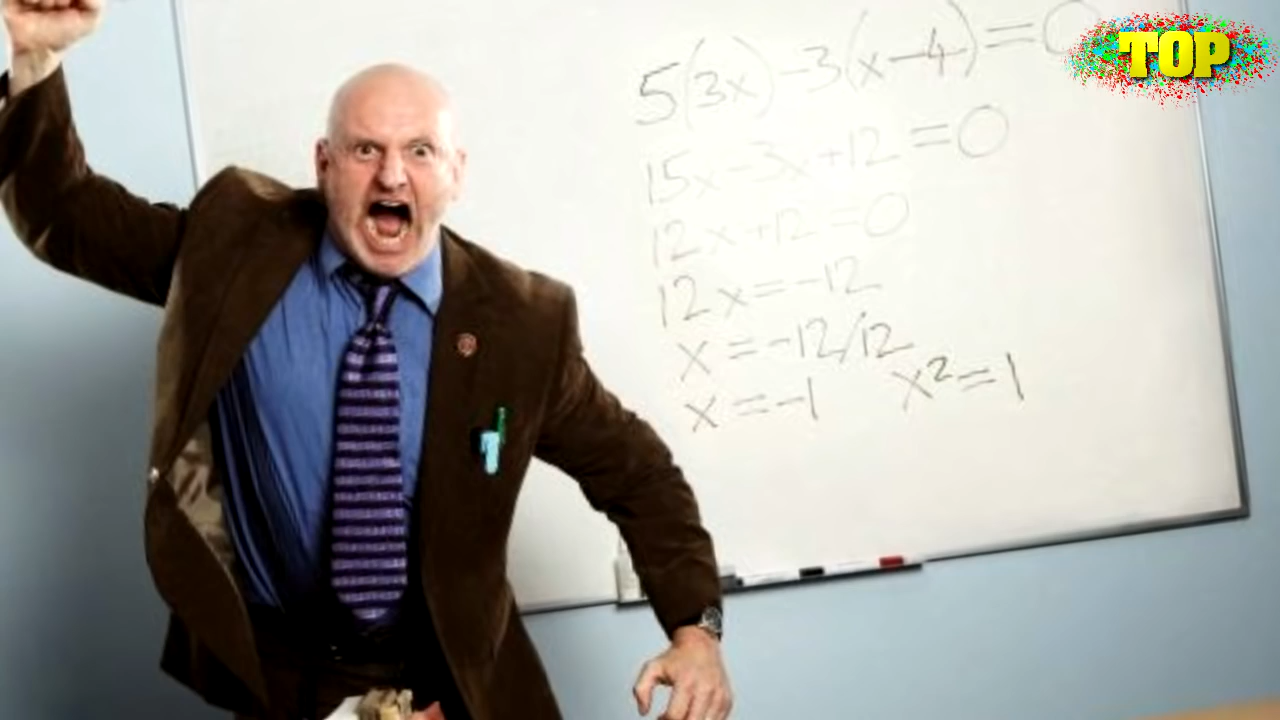 TOP
5(3x)-3(x-4)=0
15x-3x+12=0
12x+12=0
12x=-12
x=-12/12
x=-1 x²=1